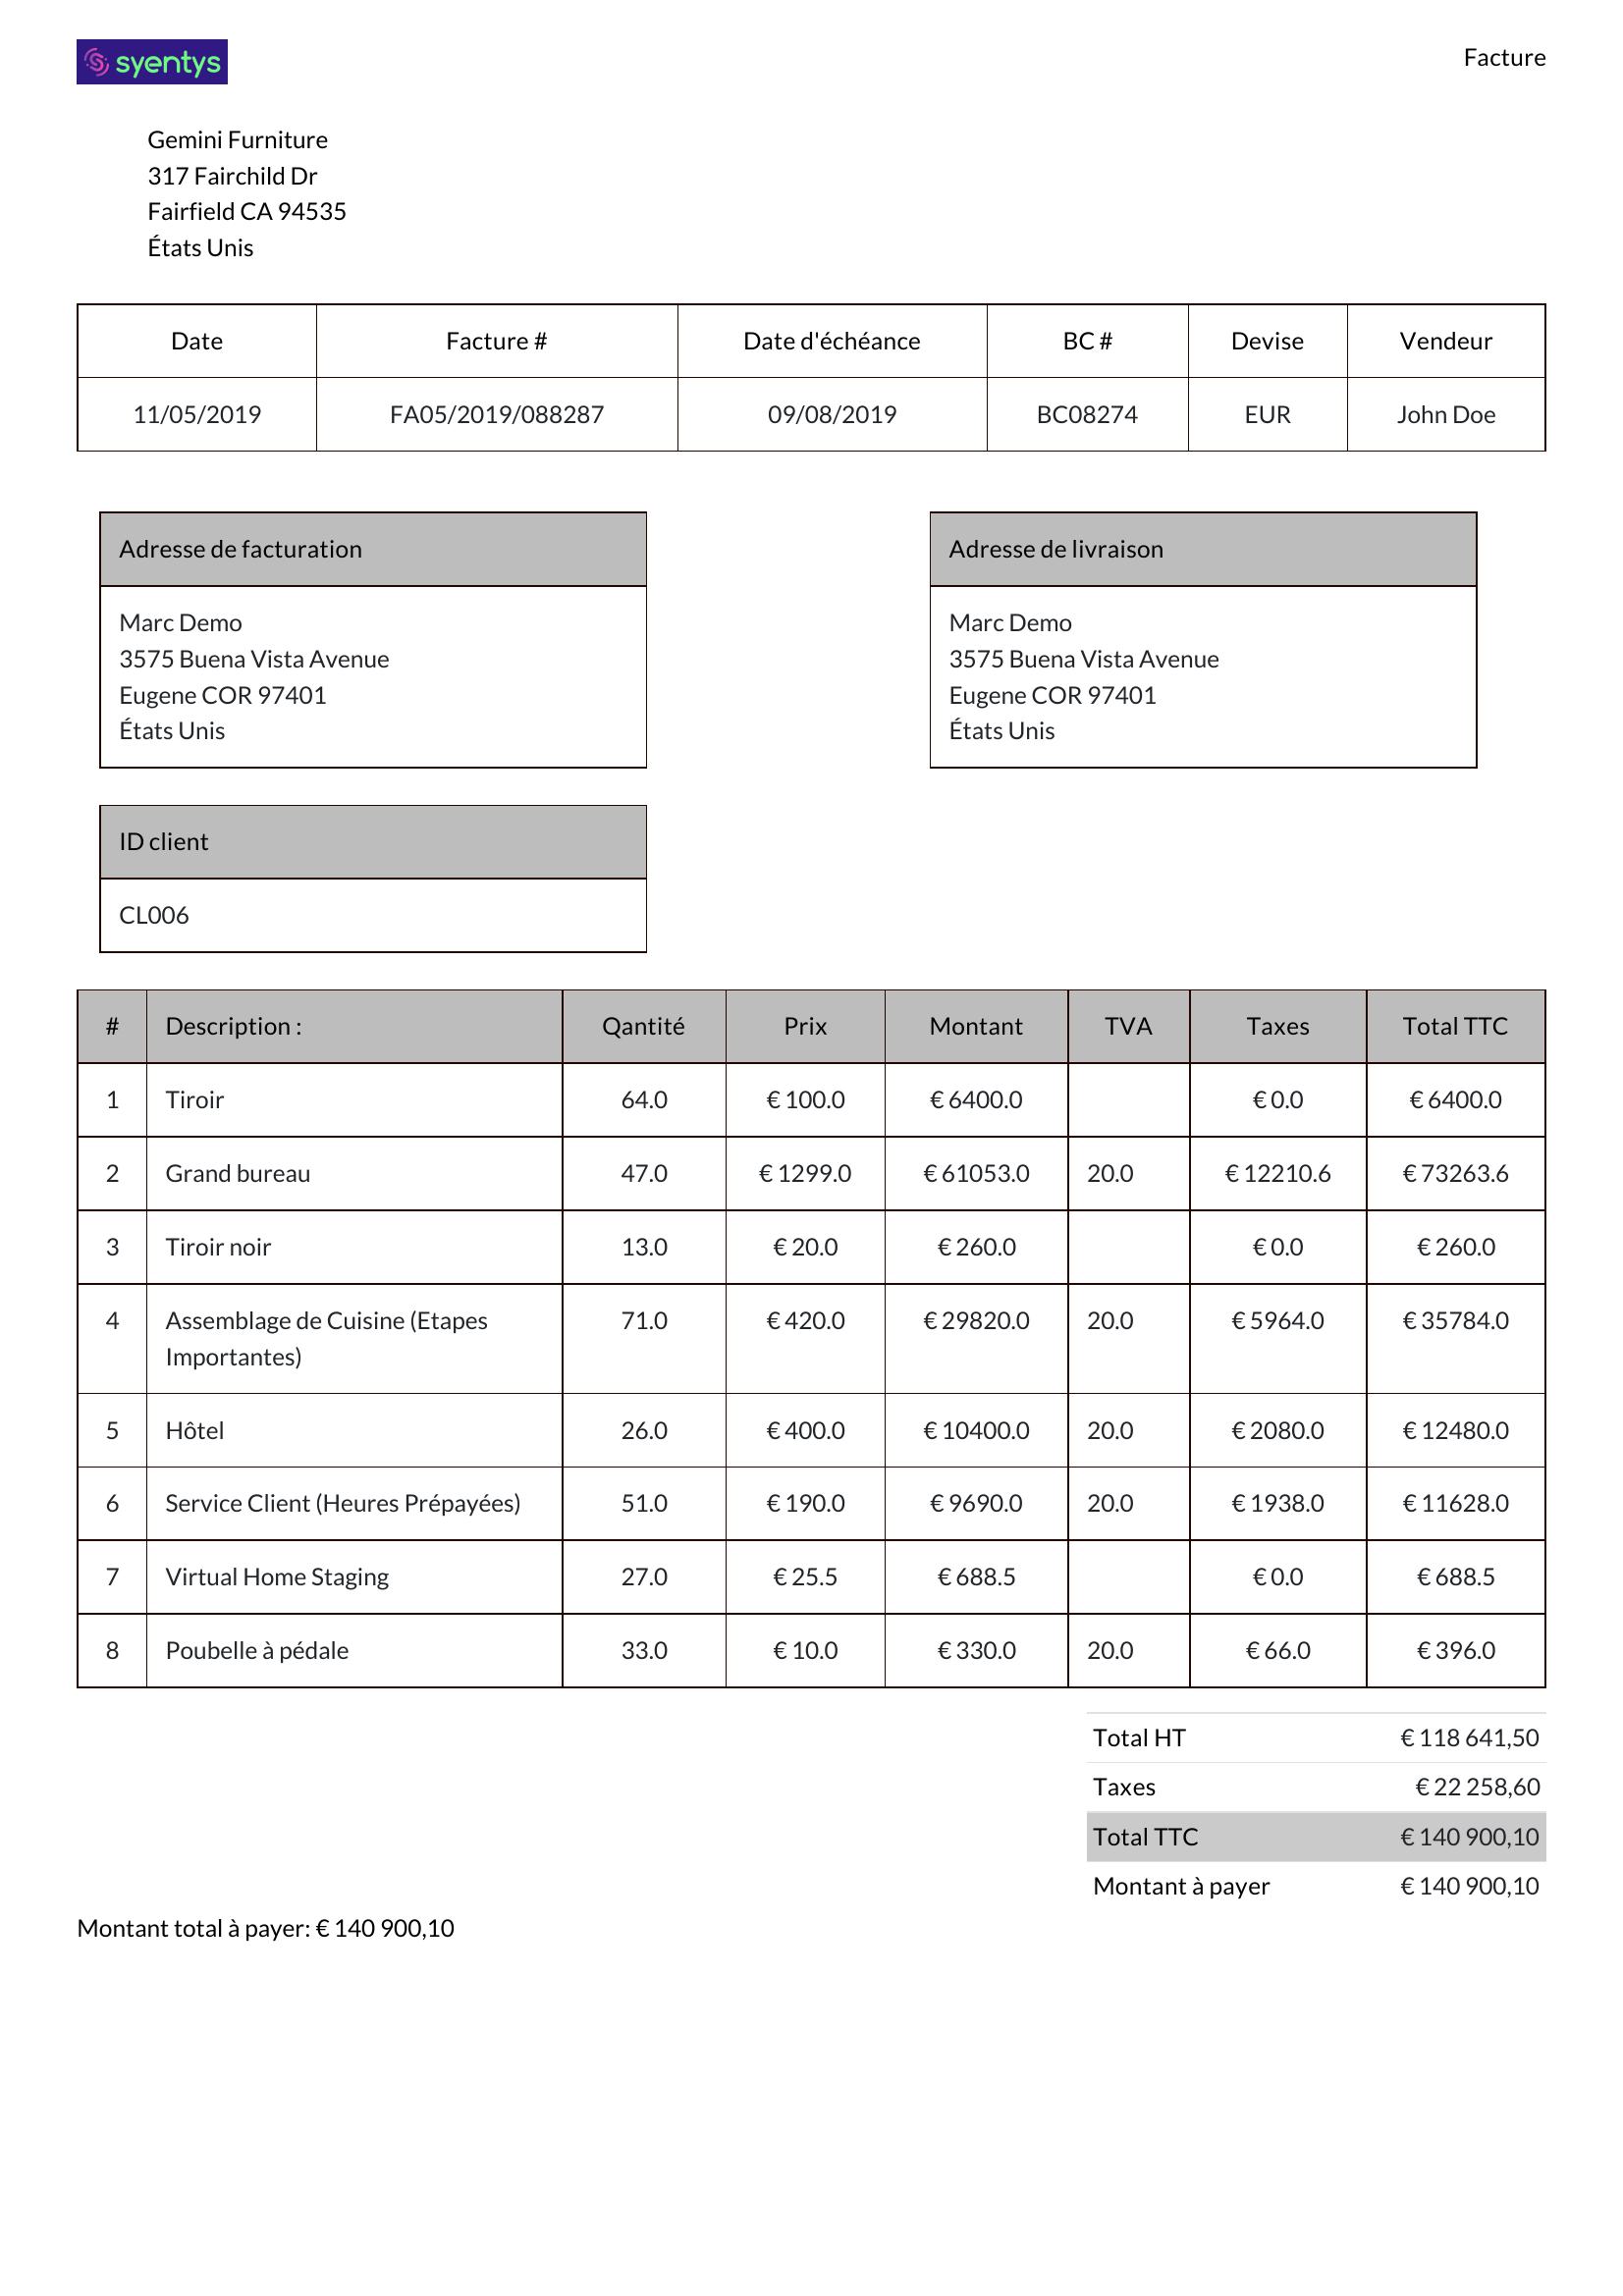 syentys
Facture
Gemini Furniture
317 Fairchild Dr
Fairfield CA 94535
États Unis
Date Facture # Date d'échéance BC # Devise Vendeur
11/05/2019 FA05/2019/088287 09/08/2019 BC08274 EUR John Doe
Adresse de facturation
Marc Demo
3575 Buena Vista Avenue
Eugene COR 97401
États Unis
Adresse de livraison
Marc Demo
3575 Buena Vista Avenue
Eugene COR 97401
États Unis
ID client
CL006
# Description : Qantité Prix Montant TVA Taxes Total TTC
1 Tiroir 64.0 € 100.0 € 6400.0 € 0.0 € 6400.0
2 Grand bureau 47.0 € 1299.0 € 61053.0 20.0 € 12210.6 € 73263.6
3 Tiroir noir 13.0 € 20.0 € 260.0 € 0.0 € 260.0
4 Assemblage de Cuisine (Etapes 71.0 € 420.0 € 29820.0 20.0 € 5964.0 € 35784.0
Importantes)
5 Hôtel 26.0 € 400.0 € 10400.0 20.0 € 2080.0 € 12480.0
6 Service Client (Heures Prépayées) 51.0 € 190.0 € 9690.0 20.0 € 1938.0 € 11628.0
7 Virtual Home Staging 27.0 € 25.5 € 688.5 € 0.0 € 688.5
8 Poubelle à pédale 33.0 € 10.0 € 330.0 20.0 € 66.0 € 396.0
Total HT € 118 641,50
Taxes € 22 258,60
Total TTC € 140 900,10
Montant à payer € 140 900,10
Montant total à payer: € 140 900,10